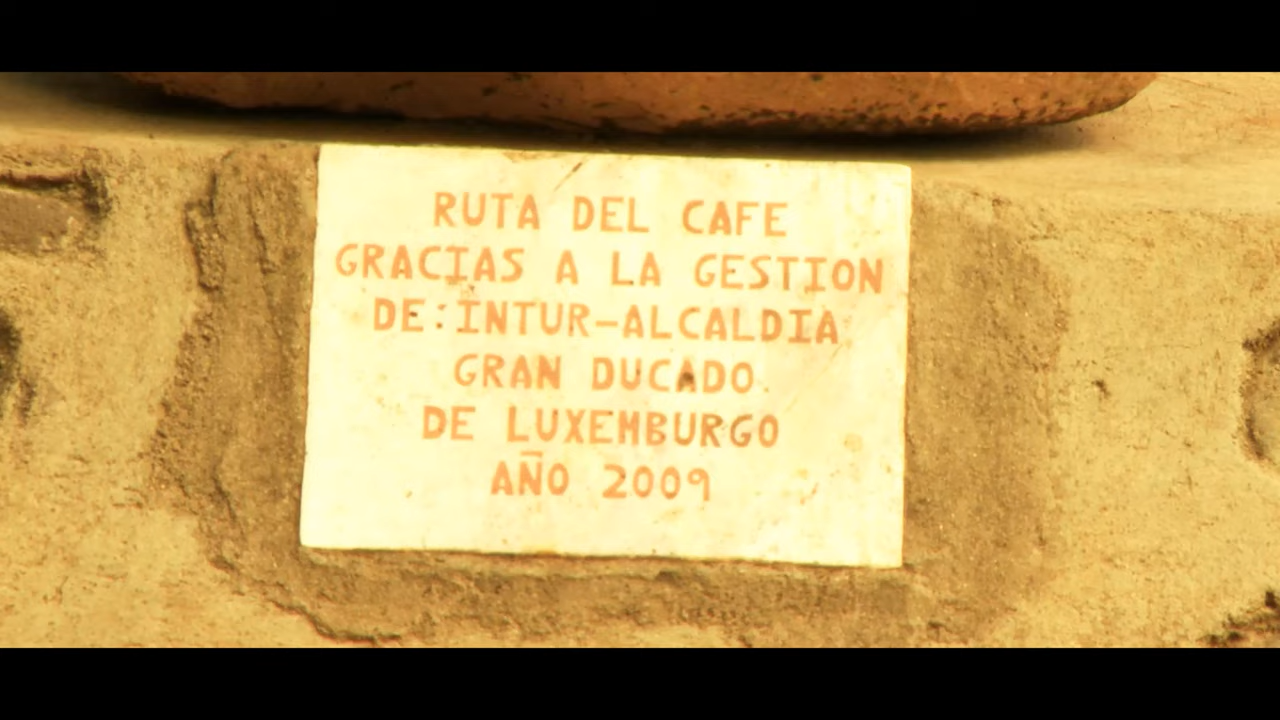 RUTA DEL CAFE
GRACIAS A LA GESTION
DE: INTUR-ALCALDIA
GRAN DUCADO
DE LUXEMBURGO
AÑO 2009